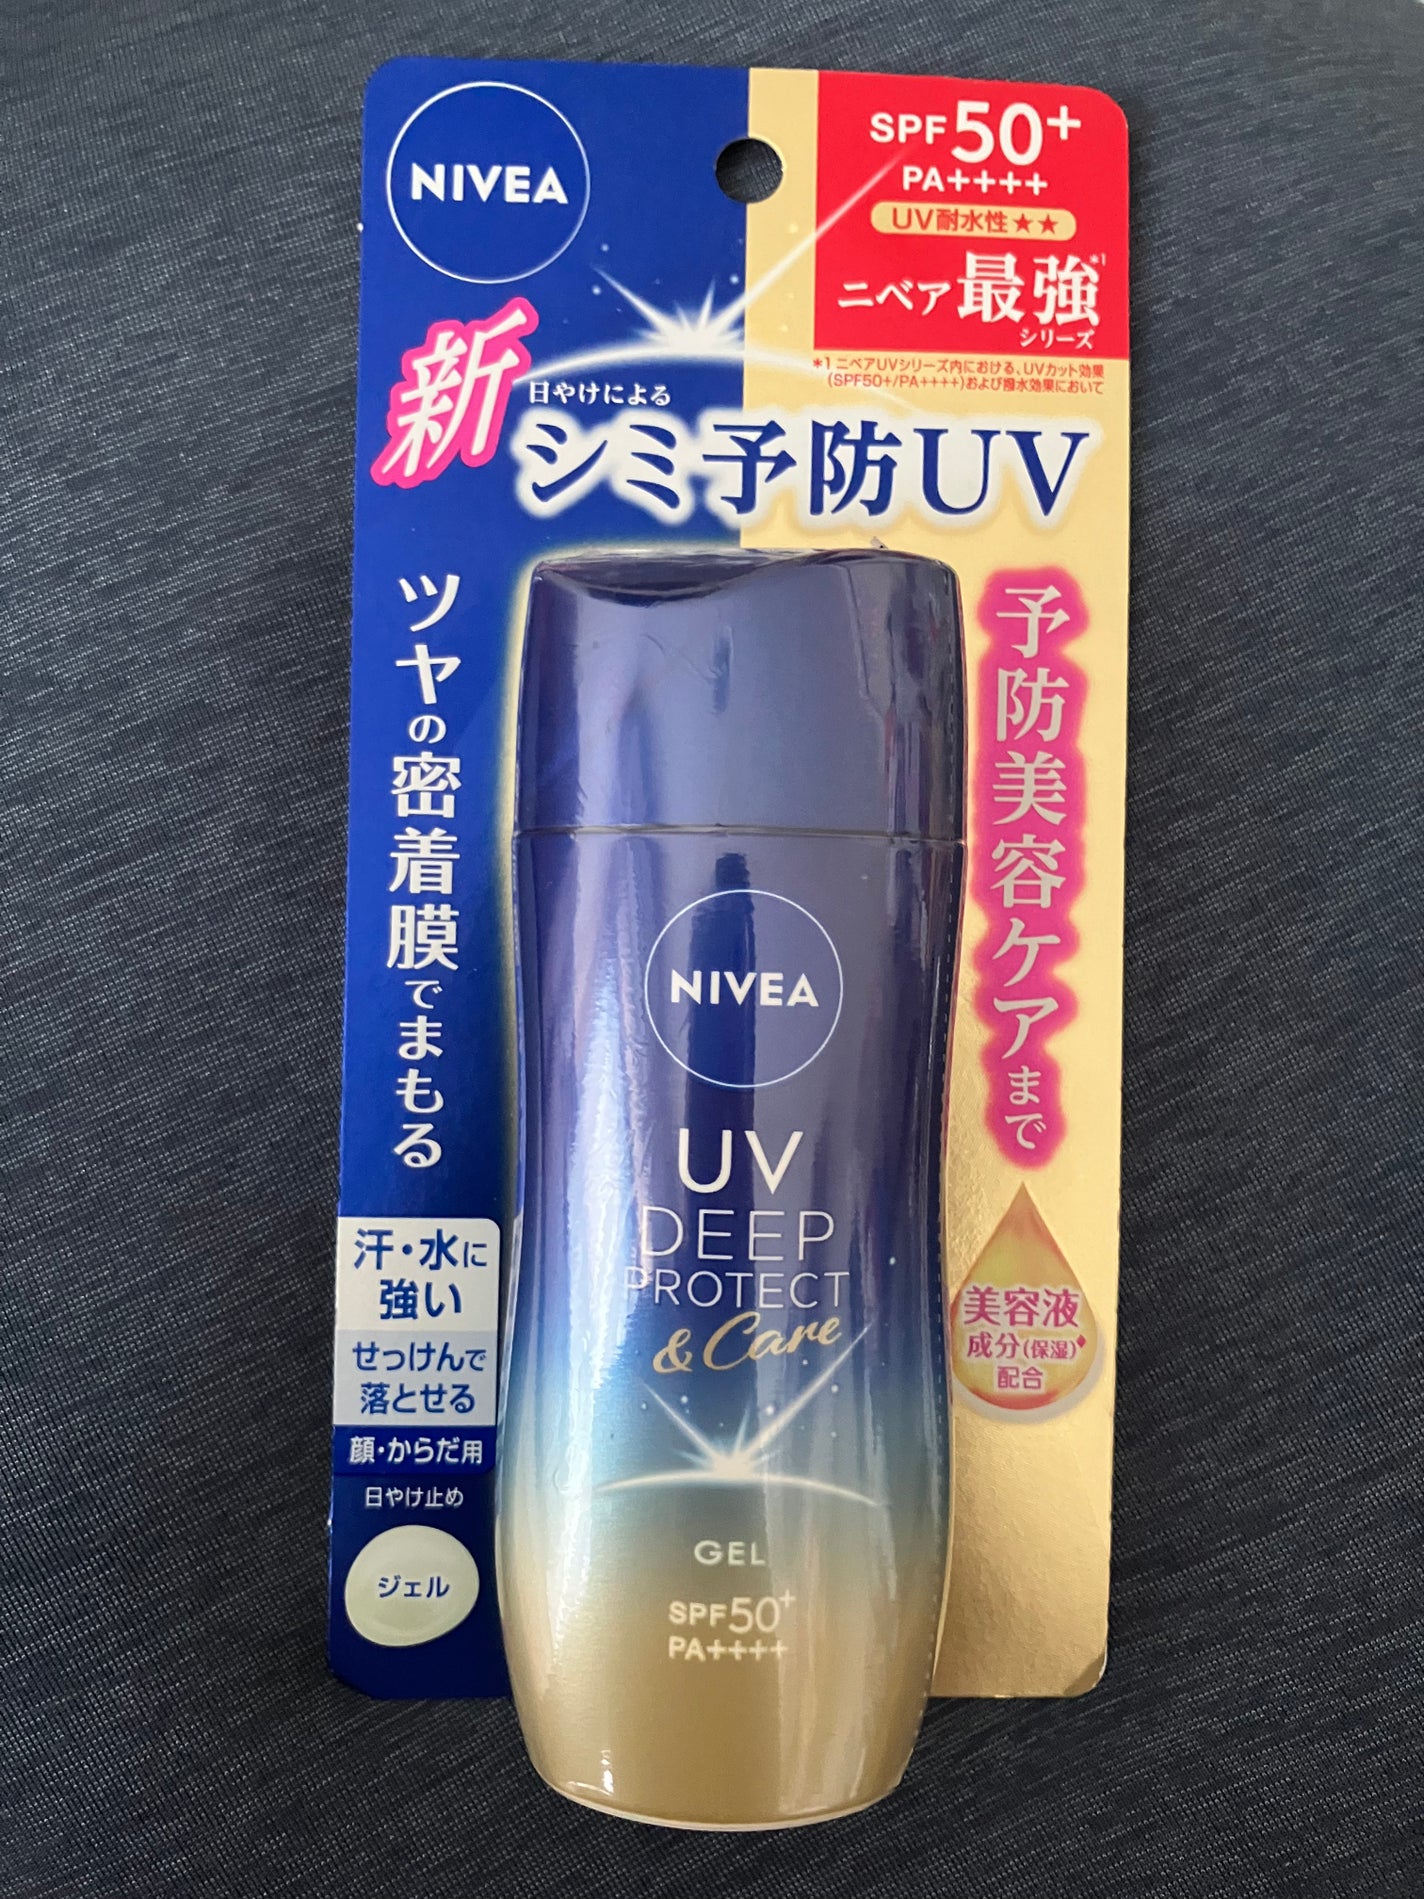 NIVEA
SPF50+
PA++++
UV耐水性★★
ニベア最強*1
シリーズ
*1 ニベアUVシリーズ内における、UVカット効果
(SPF50+/PA++++)および撥水効果において
新
日やけによる
シミ予防UV
ツヤの密着膜でまもる
予防美容ケアまで
NIVEA
UV
DEEP
PROTECT
& Care
GEL
SPF50+
PA++++
汗・水に
強い
せっけんで
落とせる
顔・からだ用
日やけ止め
ジェル
美容液
成分(保湿)♦
配合